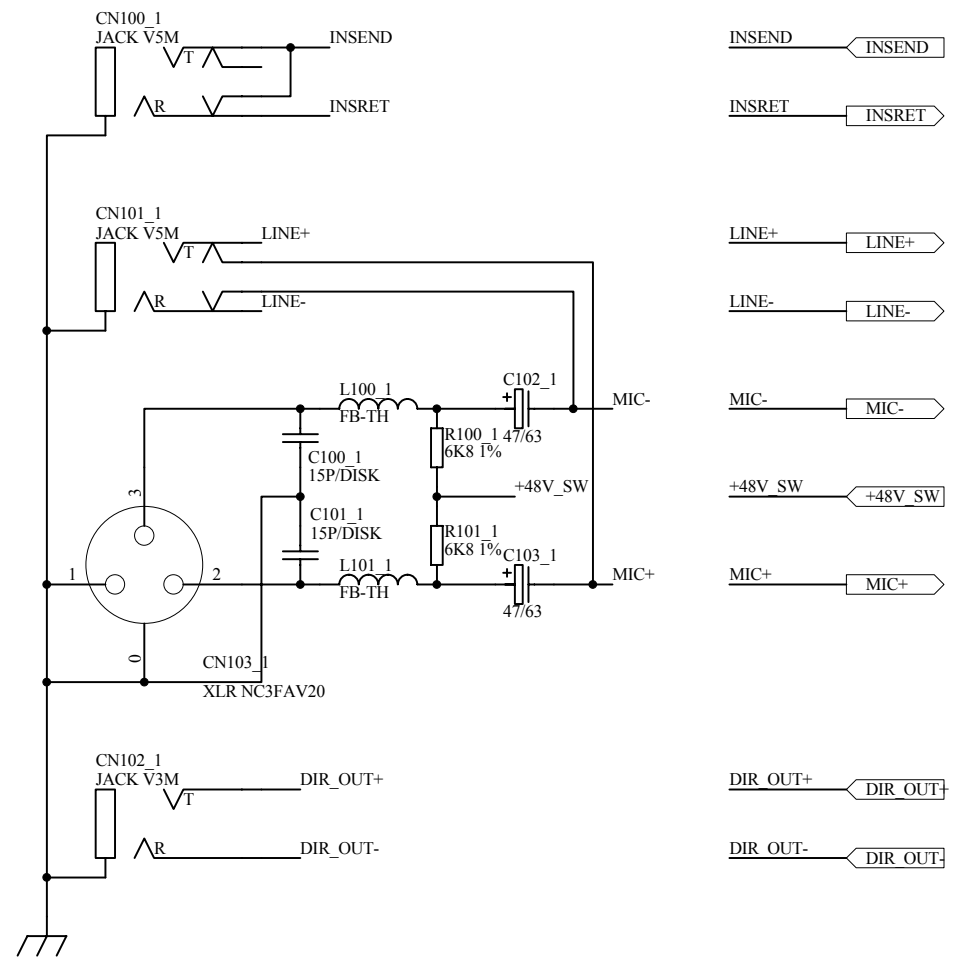 CN100_1
JACK V5M
T
INSEND
R
INSRET
INSEND
INSEND
INSRET
INSRET
CN101_1
JACK V5M
T
LINE+
R
LINE-
LINE+
LINE+
LINE-
LINE-
L100_1
FB-TH
C102_1
+
47/63
MIC-
MIC-
MIC-
R100_1
6K8 1%
C100_1
15P/DISK
+48V_SW
+48V_SW
+48V_SW
3
C101_1
15P/DISK
R101_1
6K8 1%
1
2
L101_1
FB-TH
C103_1
+
47/63
MIC+
MIC+
MIC+
0
CN103_1
XLR NC3FAV20
CN102_1
JACK V3M
T
DIR_OUT+
R
DIR_OUT-
DIR_OUT+
DIR_OUT+
DIR_OUT-
DIR_OUT-